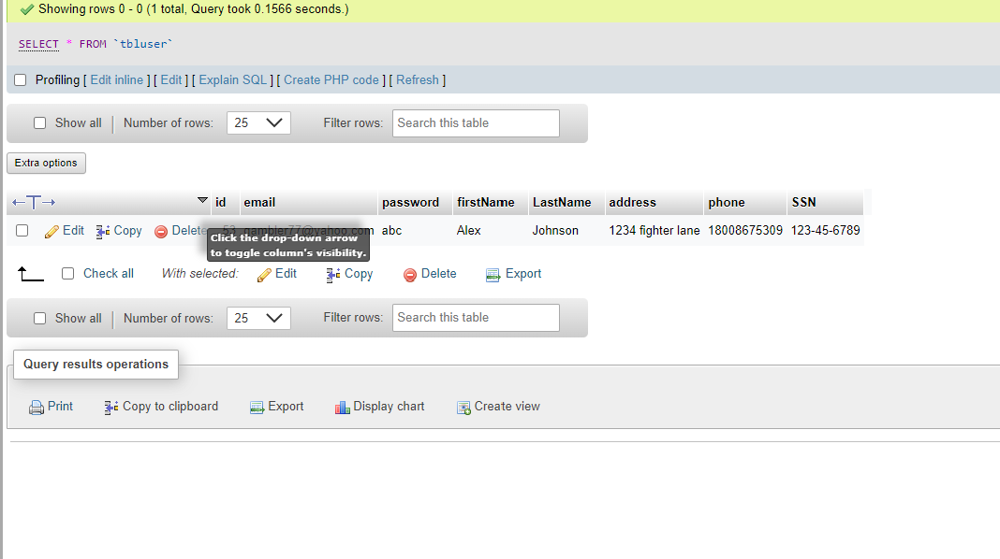 Showing rows 0 - 0 (1 total, Query took 0.1566 seconds.)
SELECT * FROM `tbluser`
Profiling [ Edit inline ] [ Edit ] [ Explain SQL ] [ Create PHP code ] [ Refresh ]
Show all Number of rows: 25 Filter rows: Search this table
Extra options
←T→ id email password firstName LastName address phone SSN
Edit Copy Delete 53 gambler77@yahoo.com abc Alex Johnson 1234 fighter lane 18008675309 123-45-6789
Click the drop-down arrow
to toggle column's visibility.
Check all With selected: Edit Copy Delete Export
Show all Number of rows: 25 Filter rows: Search this table
Query results operations
Print Copy to clipboard Export Display chart Create view